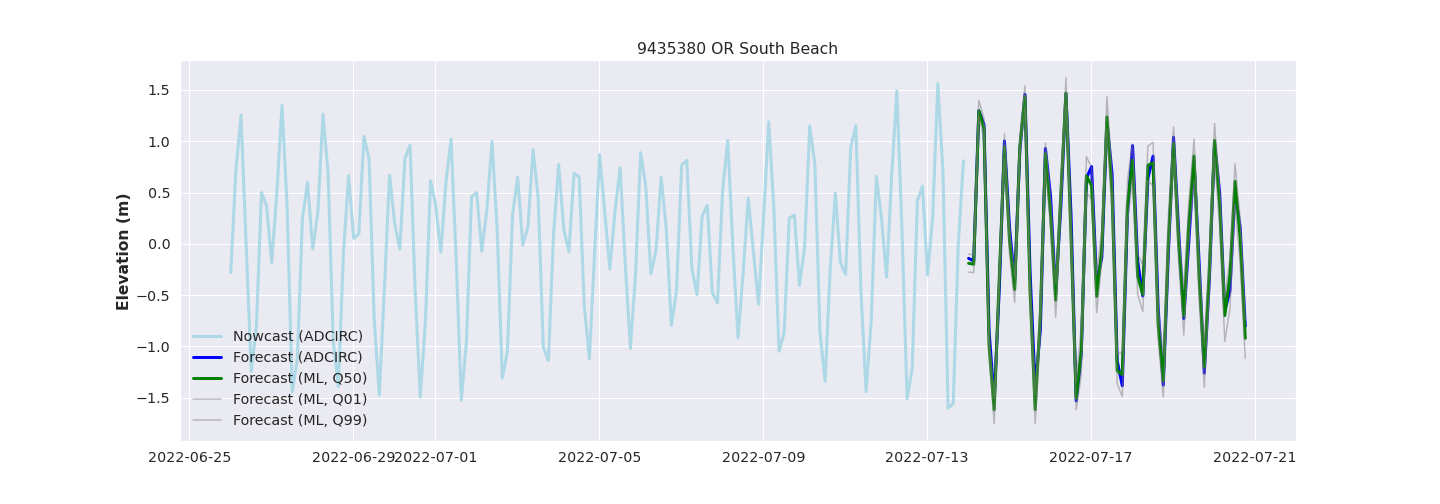 9435380 OR South Beach
Elevation (m)
1.5
1.0
0.5
0.0
−0.5
−1.0
−1.5
Nowcast (ADCIRC)
Forecast (ADCIRC)
Forecast (ML, Q50)
Forecast (ML, Q01)
Forecast (ML, Q99)
2022-06-25 2022-06-29 2022-07-01 2022-07-05 2022-07-09 2022-07-13 2022-07-17 2022-07-21